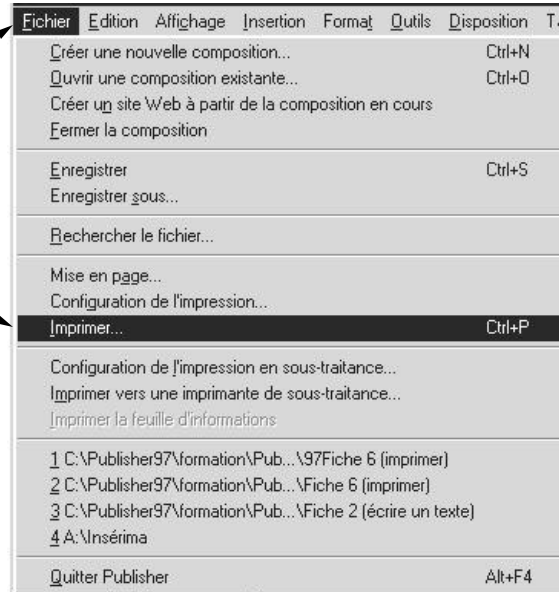 Fichier Edition Affichage Insertion Format Outils Disposition
Créer une nouvelle composition... Ctrl+N
Ouvrir une composition existante... Ctrl+O
Créer un site Web à partir de la composition en cours
Fermer la composition
Enregistrer Ctrl+S
Enregistrer sous...
Rechercher le fichier...
Mise en page...
Configuration de l'impression...
Imprimer... Ctrl+P
Configuration de l'impression en sous-traitance...
Imprimer vers une imprimante de sous-traitance...
Imprimer la feuille d'informations
1 C:\Publisher97\formation\Pub...\97Fiche 6 (imprimer)
2 C:\Publisher97\formation\Pub...\Fiche 6 (imprimer)
3 C:\Publisher97\formation\Pub...\Fiche 2 (écrire un texte)
4 A:\Insérima
Quitter Publisher Alt+F4